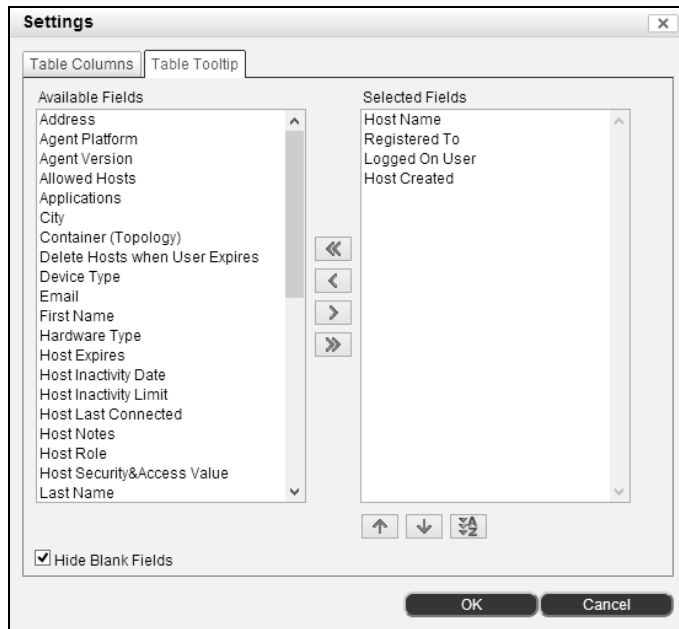 Settings
Table Columns
Table Tooltip
Available Fields
Address
Agent Platform
Agent Version
Allowed Hosts
Applications
City
Container (Topology)
Delete Hosts when User Expires
Device Type
Email
First Name
Hardware Type
Host Expires
Host Inactivity Date
Host Inactivity Limit
Host Last Connected
Host Notes
Host Role
Host Security&Access Value
Last Name
Selected Fields
Host Name
Registered To
Logged On User
Host Created
A
Z
Hide Blank Fields
OK
Cancel